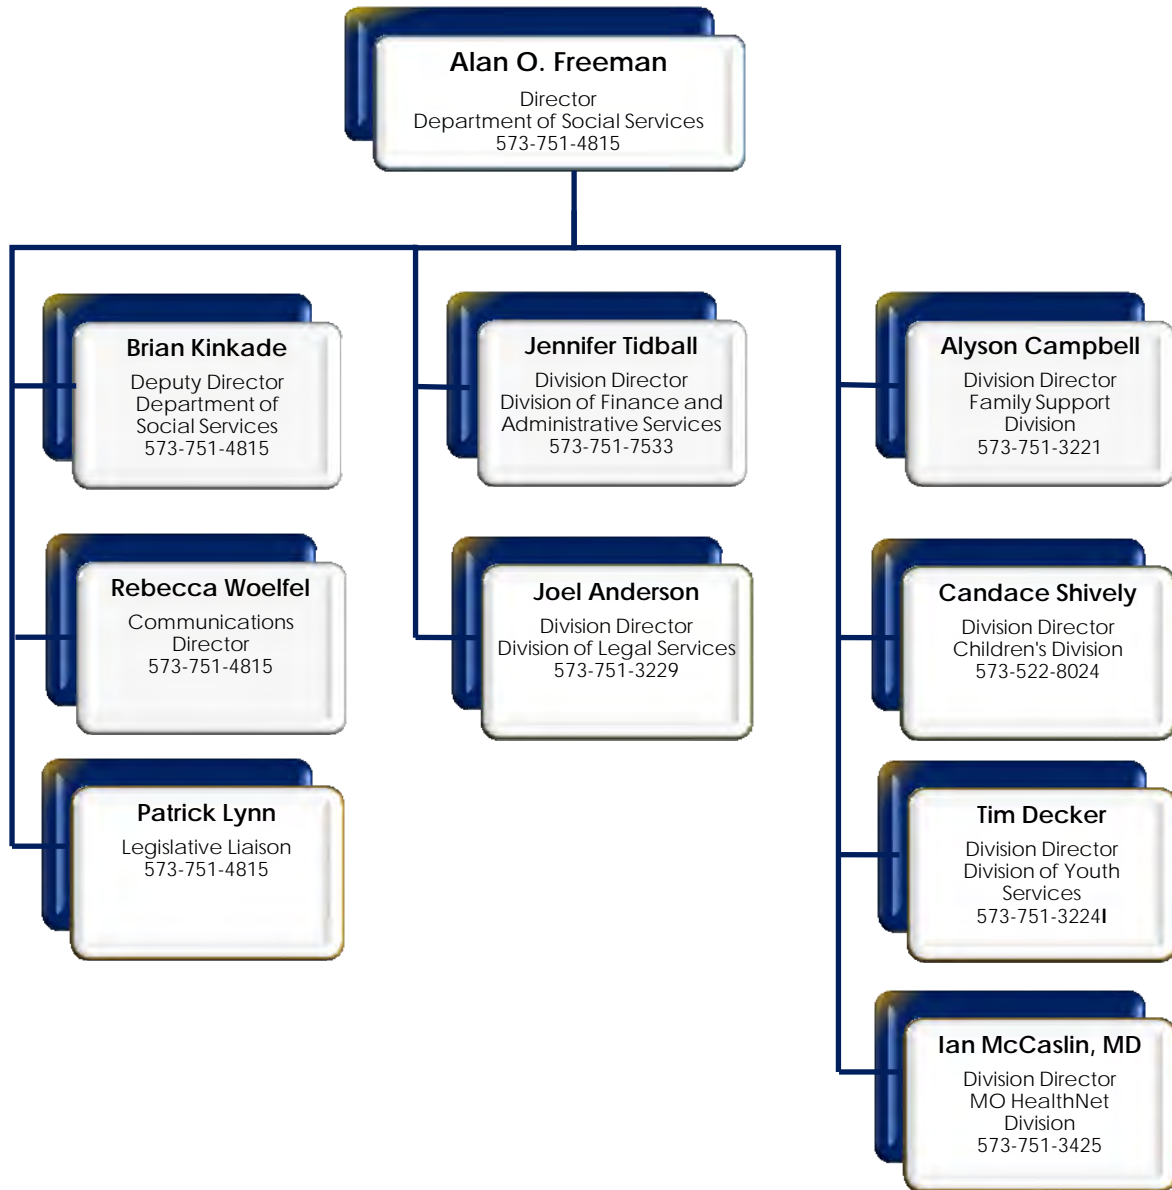 Alan O. Freeman
Director
Department of Social Services
573-751-4815
Brian Kinkade
Deputy Director
Department of
Social Services
573-751-4815
Rebecca Woelfel
Communications
Director
573-751-4815
Patrick Lynn
Legislative Liaison
573-751-4815
Jennifer Tidball
Division Director
Division of Finance and
Administrative Services
573-751-7533
Joel Anderson
Division Director
Division of Legal Services
573-751-3229
Alyson Campbell
Division Director
Family Support
Division
573-751-3221
Candace Shively
Division Director
Children's Division
573-522-8024
Tim Decker
Division Director
Division of Youth
Services
573-751-3224I
Ian McCaslin, MD
Division Director
MO HealthNet
Division
573-751-3425